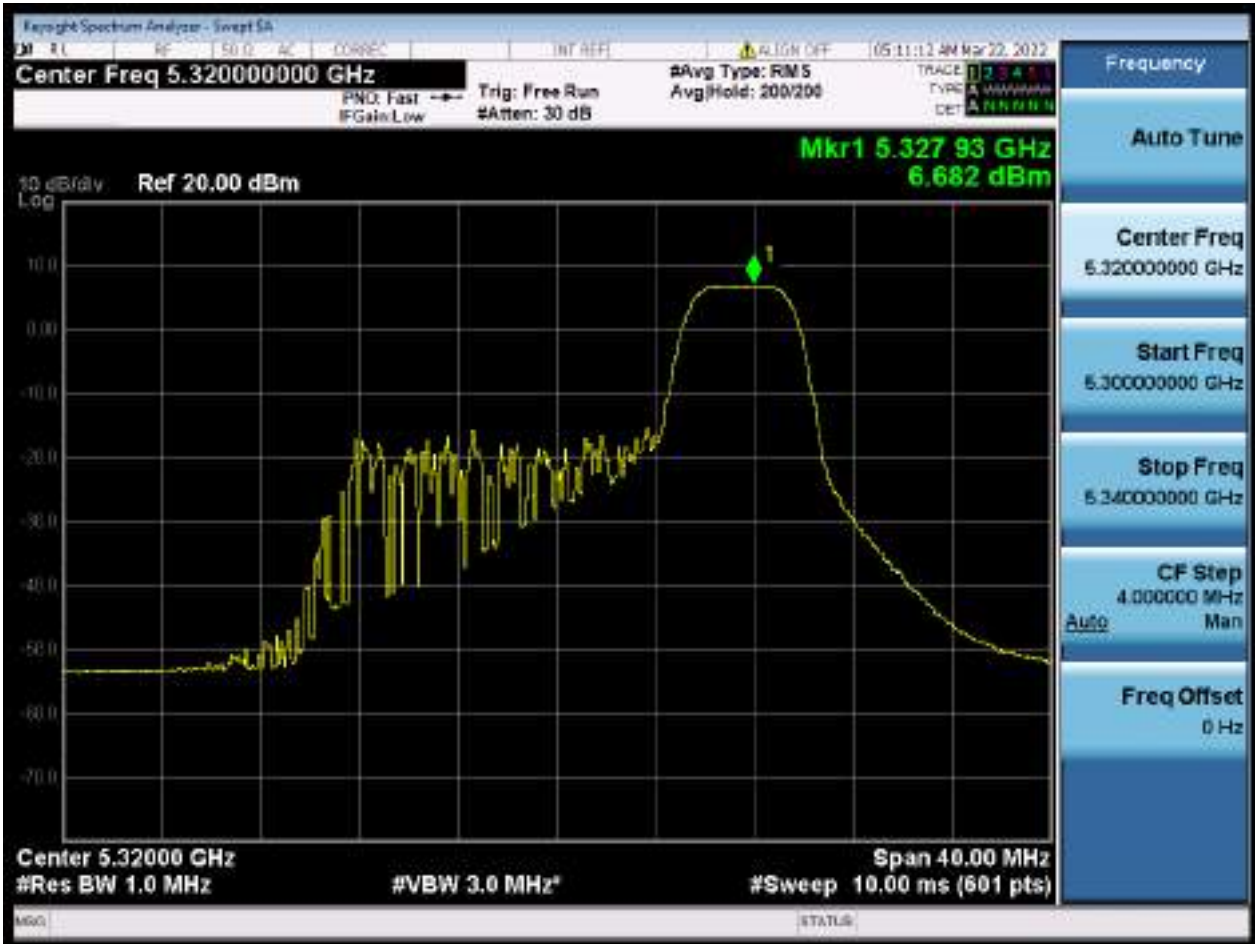 Keysight Spectrum Analyzer - Swept SA
RL RF 50 Ω AC CORREC INT REF ALIGN OFF 05:11:12 AM Mar 22, 2022
Center Freq 5.320000000 GHz
PNO: Fast
IFGain:Low
Trig: Free Run
#Atten: 30 dB
#Avg Type: RMS
Avg|Hold: 200/200
TRACE 1 2 3 4 5 6
TYPE A WWWWW
DET A N N N N N
Mkr1 5.327 93 GHz
6.682 dBm
10 dB/div Ref 20.00 dBm
Log
1
10.0
0.00
-10.0
-20.0
-30.0
-40.0
-50.0
-60.0
-70.0
Center 5.32000 GHz
Span 40.00 MHz
#Res BW 1.0 MHz
#VBW 3.0 MHz*
#Sweep 10.00 ms (601 pts)
MSG
STATUS
Frequency
Auto Tune
Center Freq
5.320000000 GHz
Start Freq
5.300000000 GHz
Stop Freq
5.340000000 GHz
CF Step
4.000000 MHz
Auto Man
Freq Offset
0 Hz